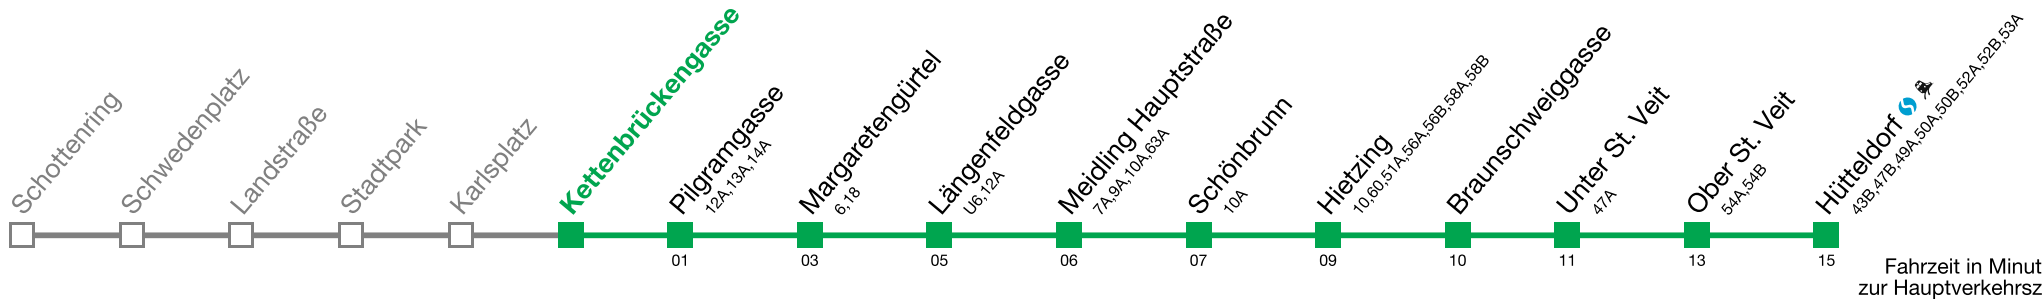 Schottenring
Schwedenplatz
Landstraße
Stadtpark
Karlsplatz
Kettenbrückengasse
Pilgramgasse
12A,13A,14A
01
Margaretengürtel
6,18
03
Längenfeldgasse
U6,12A
05
Meidling Hauptstraße
7A,9A,10A,63A
06
Schönbrunn
10A
07
Hietzing
10,60,51A,56A,56B,58A,58B
09
Braunschweiggasse
10
Unter St. Veit
47A
11
Ober St. Veit
54A,54B
13
Hütteldorf
43B,47B,49A,50A,50B,52A,52B,53A
15
Fahrzeit in Minut
zur Hauptverkehrsz